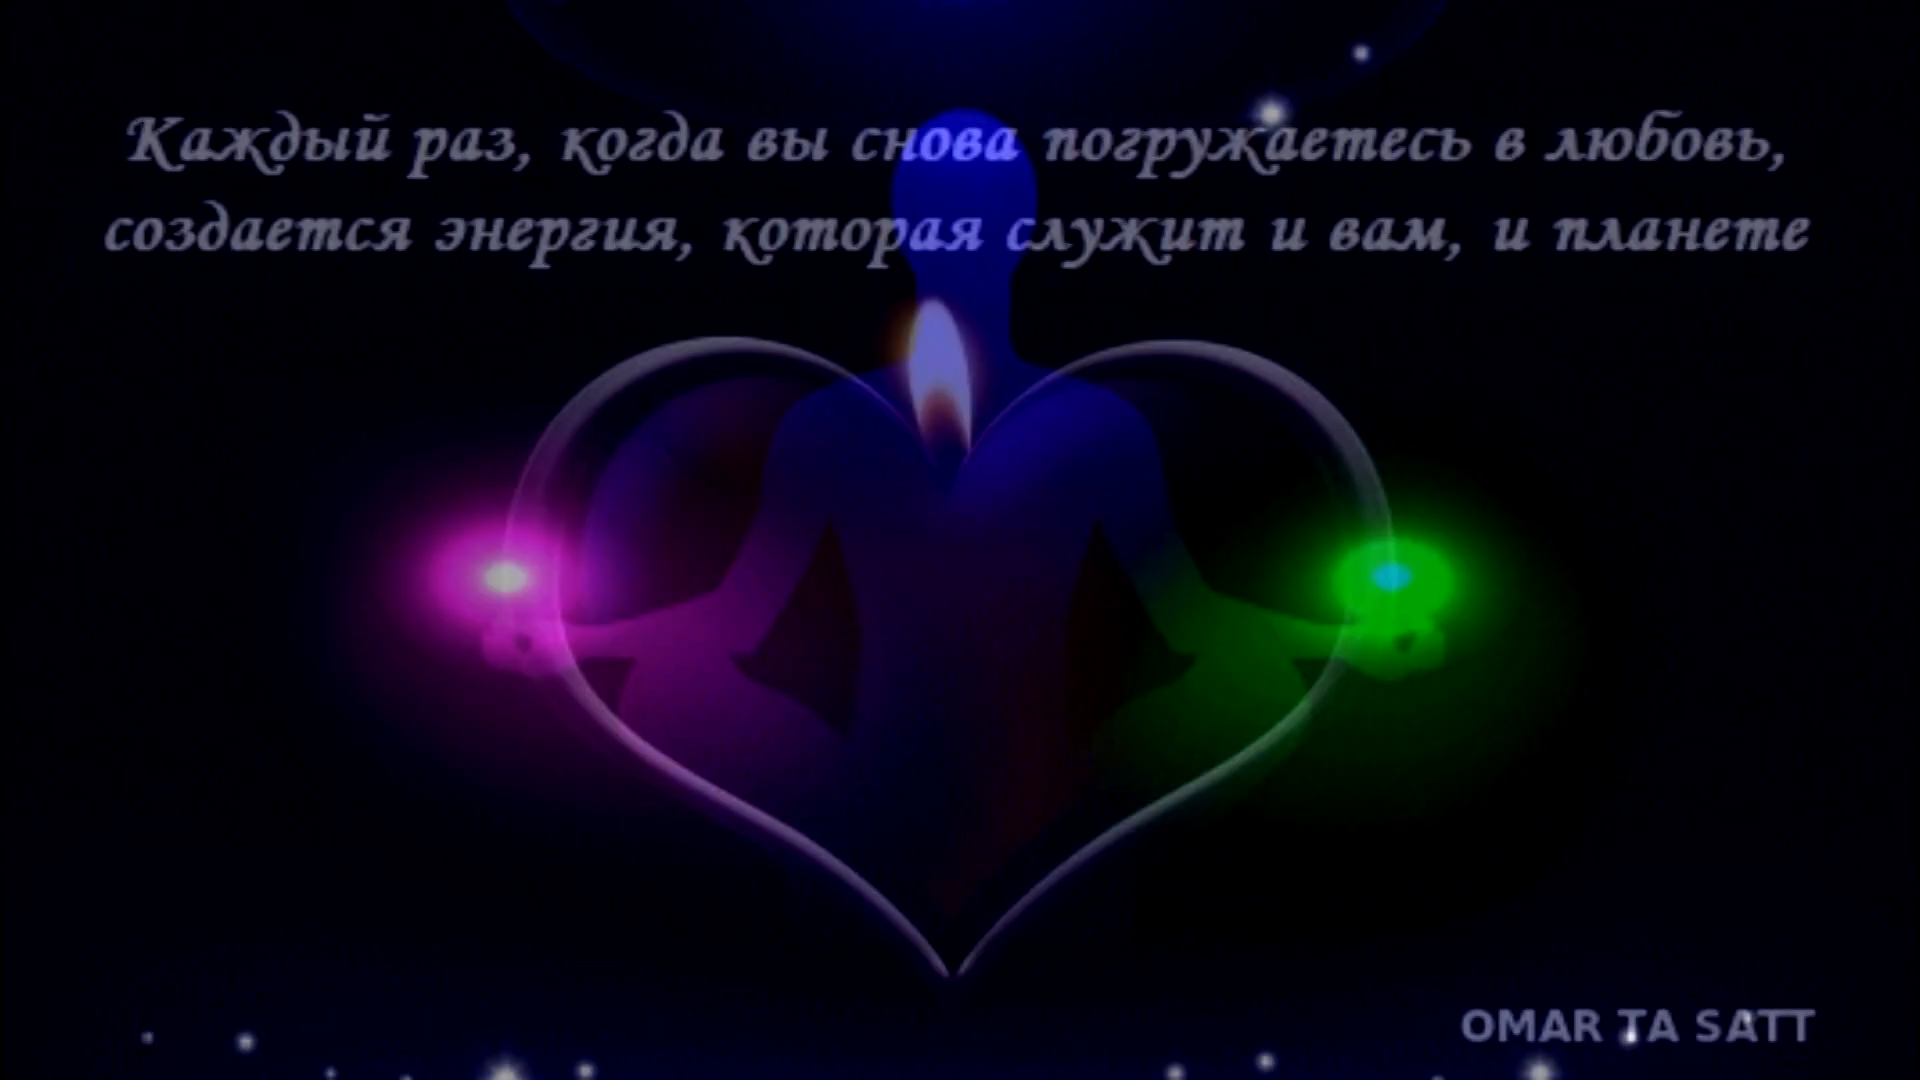 Каждый раз, когда вы снова погружаетесь в любовь,
создается энергия, которая служит и вам, и планете
OMAR TA SATT